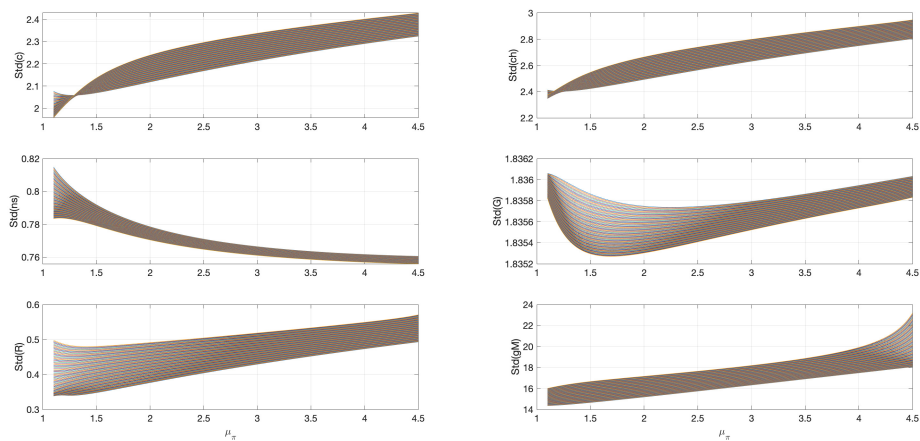 2.4
2.3
2.2
2.1
2
Std(c)
1 1.5 2 2.5 3 3.5 4 4.5
3
2.8
2.6
2.4
2.2
Std(ch)
1 1.5 2 2.5 3 3.5 4 4.5
0.82
0.8
0.78
0.76
Std(ns)
1 1.5 2 2.5 3 3.5 4 4.5
1.8362
1.836
1.8358
1.8356
1.8354
1.8352
Std(G)
1 1.5 2 2.5 3 3.5 4 4.5
0.6
0.5
0.4
0.3
Std(R)
1 1.5 2 2.5 3 3.5 4 4.5
μπ
24
22
20
18
16
14
Std(gM)
1 1.5 2 2.5 3 3.5 4 4.5
μπ